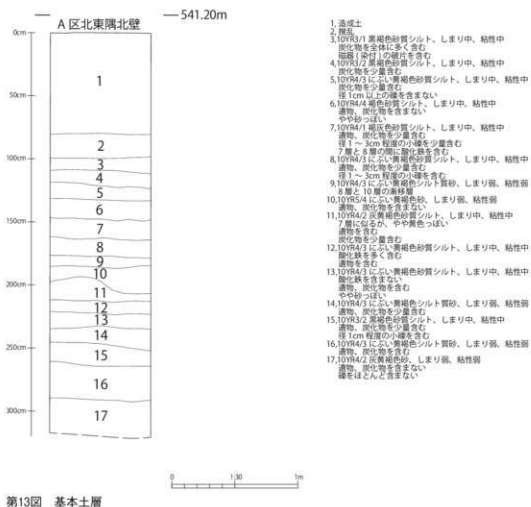 A 区北東隅北壁
541.20m
0cm
50cm
100cm
150cm
200cm
250cm
300cm
1
2
3
4
5
6
7
8
9
10
11
12
13
14
15
16
17
1, 造成土
2, 撹乱
3,10YR3/1 黒褐色砂質シルト、しまり中、粘性中
炭化物を全体に多く含む
磁器(染付)の破片を含む
4,10YR3/2 黒褐色砂質シルト、しまり中、粘性中
炭化物を少量含む
5,10YR4/3 にぶい黄褐色砂質シルト、しまり中、粘性中
炭化物を少量含む
径 1cm 以上の礫を含まない
6,10YR4/4 褐色砂質シルト、しまり中、粘性中
遺物、炭化物を含まない
やや砂っぽい
7,10YR4/1 褐灰色砂質シルト、しまり中、粘性中
遺物、炭化物を少量含む
径 1 ~ 3cm 程度の小礫を少量含む
7 層と 8 層の間に酸化鉄を含む
8,10YR4/3 にぶい黄褐色砂質シルト、しまり中、粘性中
遺物、炭化物を少量含む
径 1 ~ 3cm 程度の小礫を含む
9,10YR4/3 にぶい黄褐色シルト質砂、しまり弱、粘性弱
8 層と 10 層の漸移層
10,10YR5/4 にぶい黄褐色砂、しまり弱、粘性弱
遺物、炭化物を含まない
11,10YR4/2 灰黄褐色砂質シルト、しまり中、粘性中
7 層に似るが、やや黄色っぽい
遺物を含む
炭化物を少量含む
12,10YR4/3 にぶい黄褐色砂質シルト、しまり中、粘性中
酸化鉄を多く含む
遺物を含む
13,10YR4/3 にぶい黄褐色砂質シルト、しまり中、粘性中
酸化鉄を含まない
遺物、炭化物を含む
やや砂っぽい
14,10YR4/3 にぶい黄褐色シルト質砂、しまり弱、粘性弱
遺物、炭化物を少量含む
15,10YR3/2 黒褐色砂質シルト、しまり中、粘性中
遺物、炭化物を少量含む
径 1cm 程度の小礫を含む
16,10YR4/3 にぶい黄褐色シルト質砂、しまり弱、粘性弱
遺物、炭化物を含む
17,10YR4/2 灰黄褐色砂、しまり弱、粘性弱
遺物、炭化物を含まない
礫をほとんど含まない
0 1:30 1m
第13図 基本土層